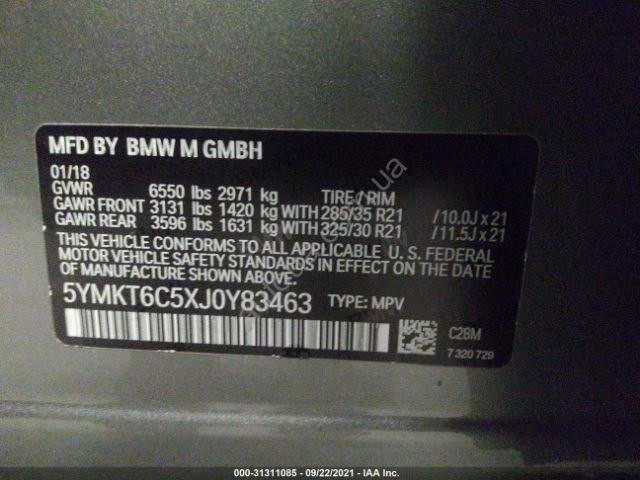 MFD BY BMW M GMBH
01/18
GVWR 6550 lbs 2971 kg TIRE / RIM
GAWR FRONT 3131 lbs 1420 kg WITH 285/35 R21 /10.0J x 21
GAWR REAR 3596 lbs 1631 kg WITH 325/30 R21 /11.5J x 21
THIS VEHICLE CONFORMS TO ALL APPLICABLE U. S. FEDERAL
MOTOR VEHICLE SAFETY STANDARDS IN EFFECT ON THE
DATE OF MANUFACTURE SHOWN ABOVE.
5YMKT6C5XJ0Y83463 TYPE: MPV
C28M
7 320 729
000-31311085 - 09/22/2021 - IAA Inc.